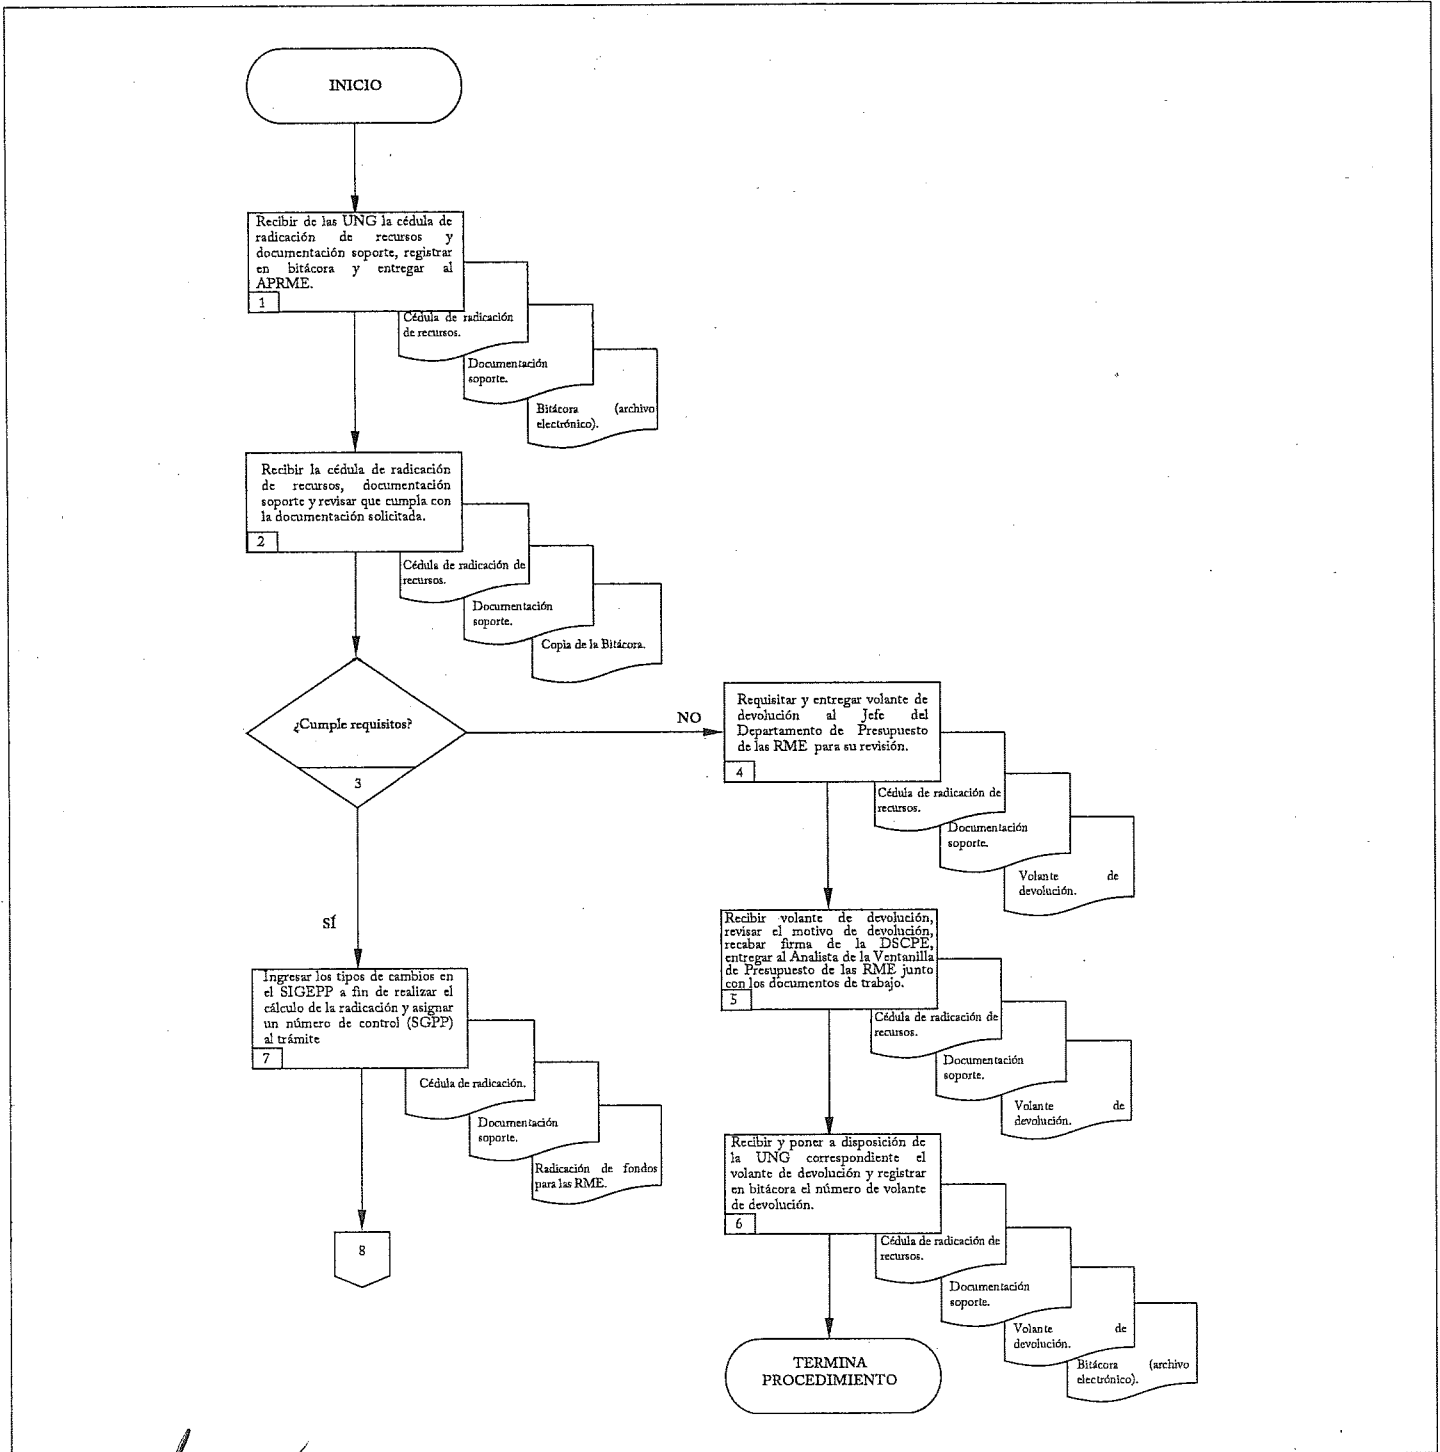 INICIO
Recibir de las UNG la cédula de
radicación de recursos y
documentación soporte, registrar
en bitácora y entregar al
APRME.
1
Cédula de radicación
de recursos.
Documentación
soporte.
Bitácora (archivo
electrónico).
Recibir la cédula de radicación
de recursos, documentación
soporte y revisar que cumpla con
la documentación solicitada.
2
Cédula de radicación de
recursos.
Documentación
soporte.
Copia de la Bitácora.
¿Cumple requisitos?
3
NO
Requisitar y entregar volante de
devolución al Jefe del
Departamento de Presupuesto
de las RME para su revisión.
4
Cédula de radicación de
recursos.
Documentación
soporte.
Volante de
devolución.
Recibir volante de devolución,
revisar el motivo de devolución,
recabar firma de la DSCPE,
entregar al Analista de la Ventanilla
de Presupuesto de las RME junto
con los documentos de trabajo.
5
Cédula de radicación de
recursos.
Documentación
soporte.
Volante de
devolución.
Recibir y poner a disposición de
la UNG correspondiente el
volante de devolución y registrar
en bitácora el número de volante
de devolución.
6
Cédula de radicación de
recursos.
Documentación
soporte.
Volante de
devolución.
Bitácora (archivo
electrónico).
TERMINA
PROCEDIMIENTO
SÍ
Ingresar los tipos de cambios en
el SIGEPP a fin de realizar el
cálculo de la radicación y asignar
un número de control (SGPP)
al trámite
7
Cédula de radicación.
Documentación
soporte.
Radicación de fondos
para las RME.
8